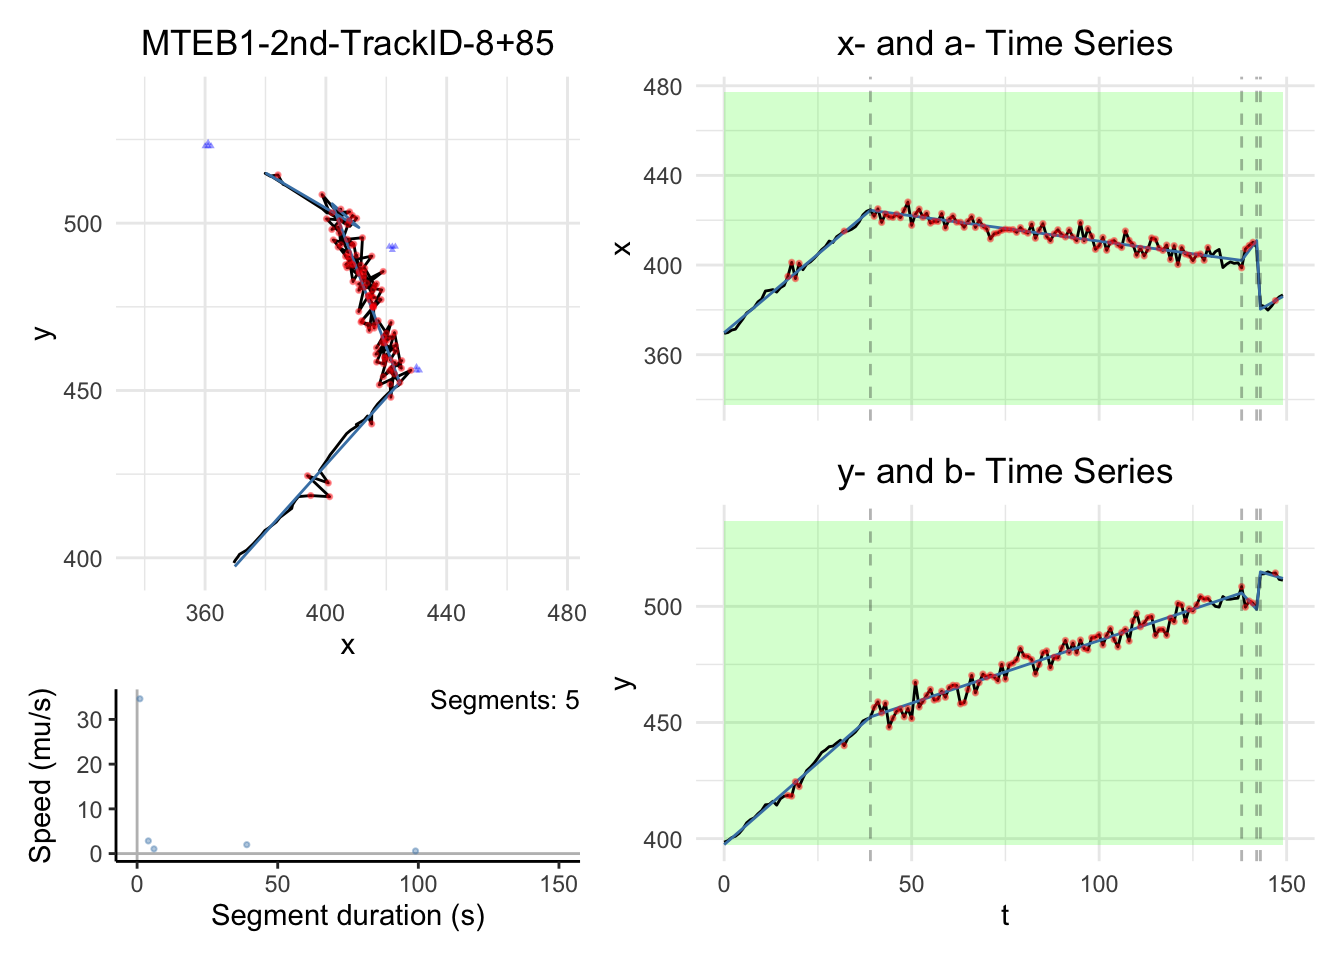 MTEB1-2nd-TrackID-8+85
500
450
400
y
360 400 440 480
x
Segments: 5
30
20
10
0
Speed (mu/s)
0 50 100 150
Segment duration (s)
x- and a- Time Series
480
440
400
360
x
y- and b- Time Series
500
450
400
y
0 50 100 150
t